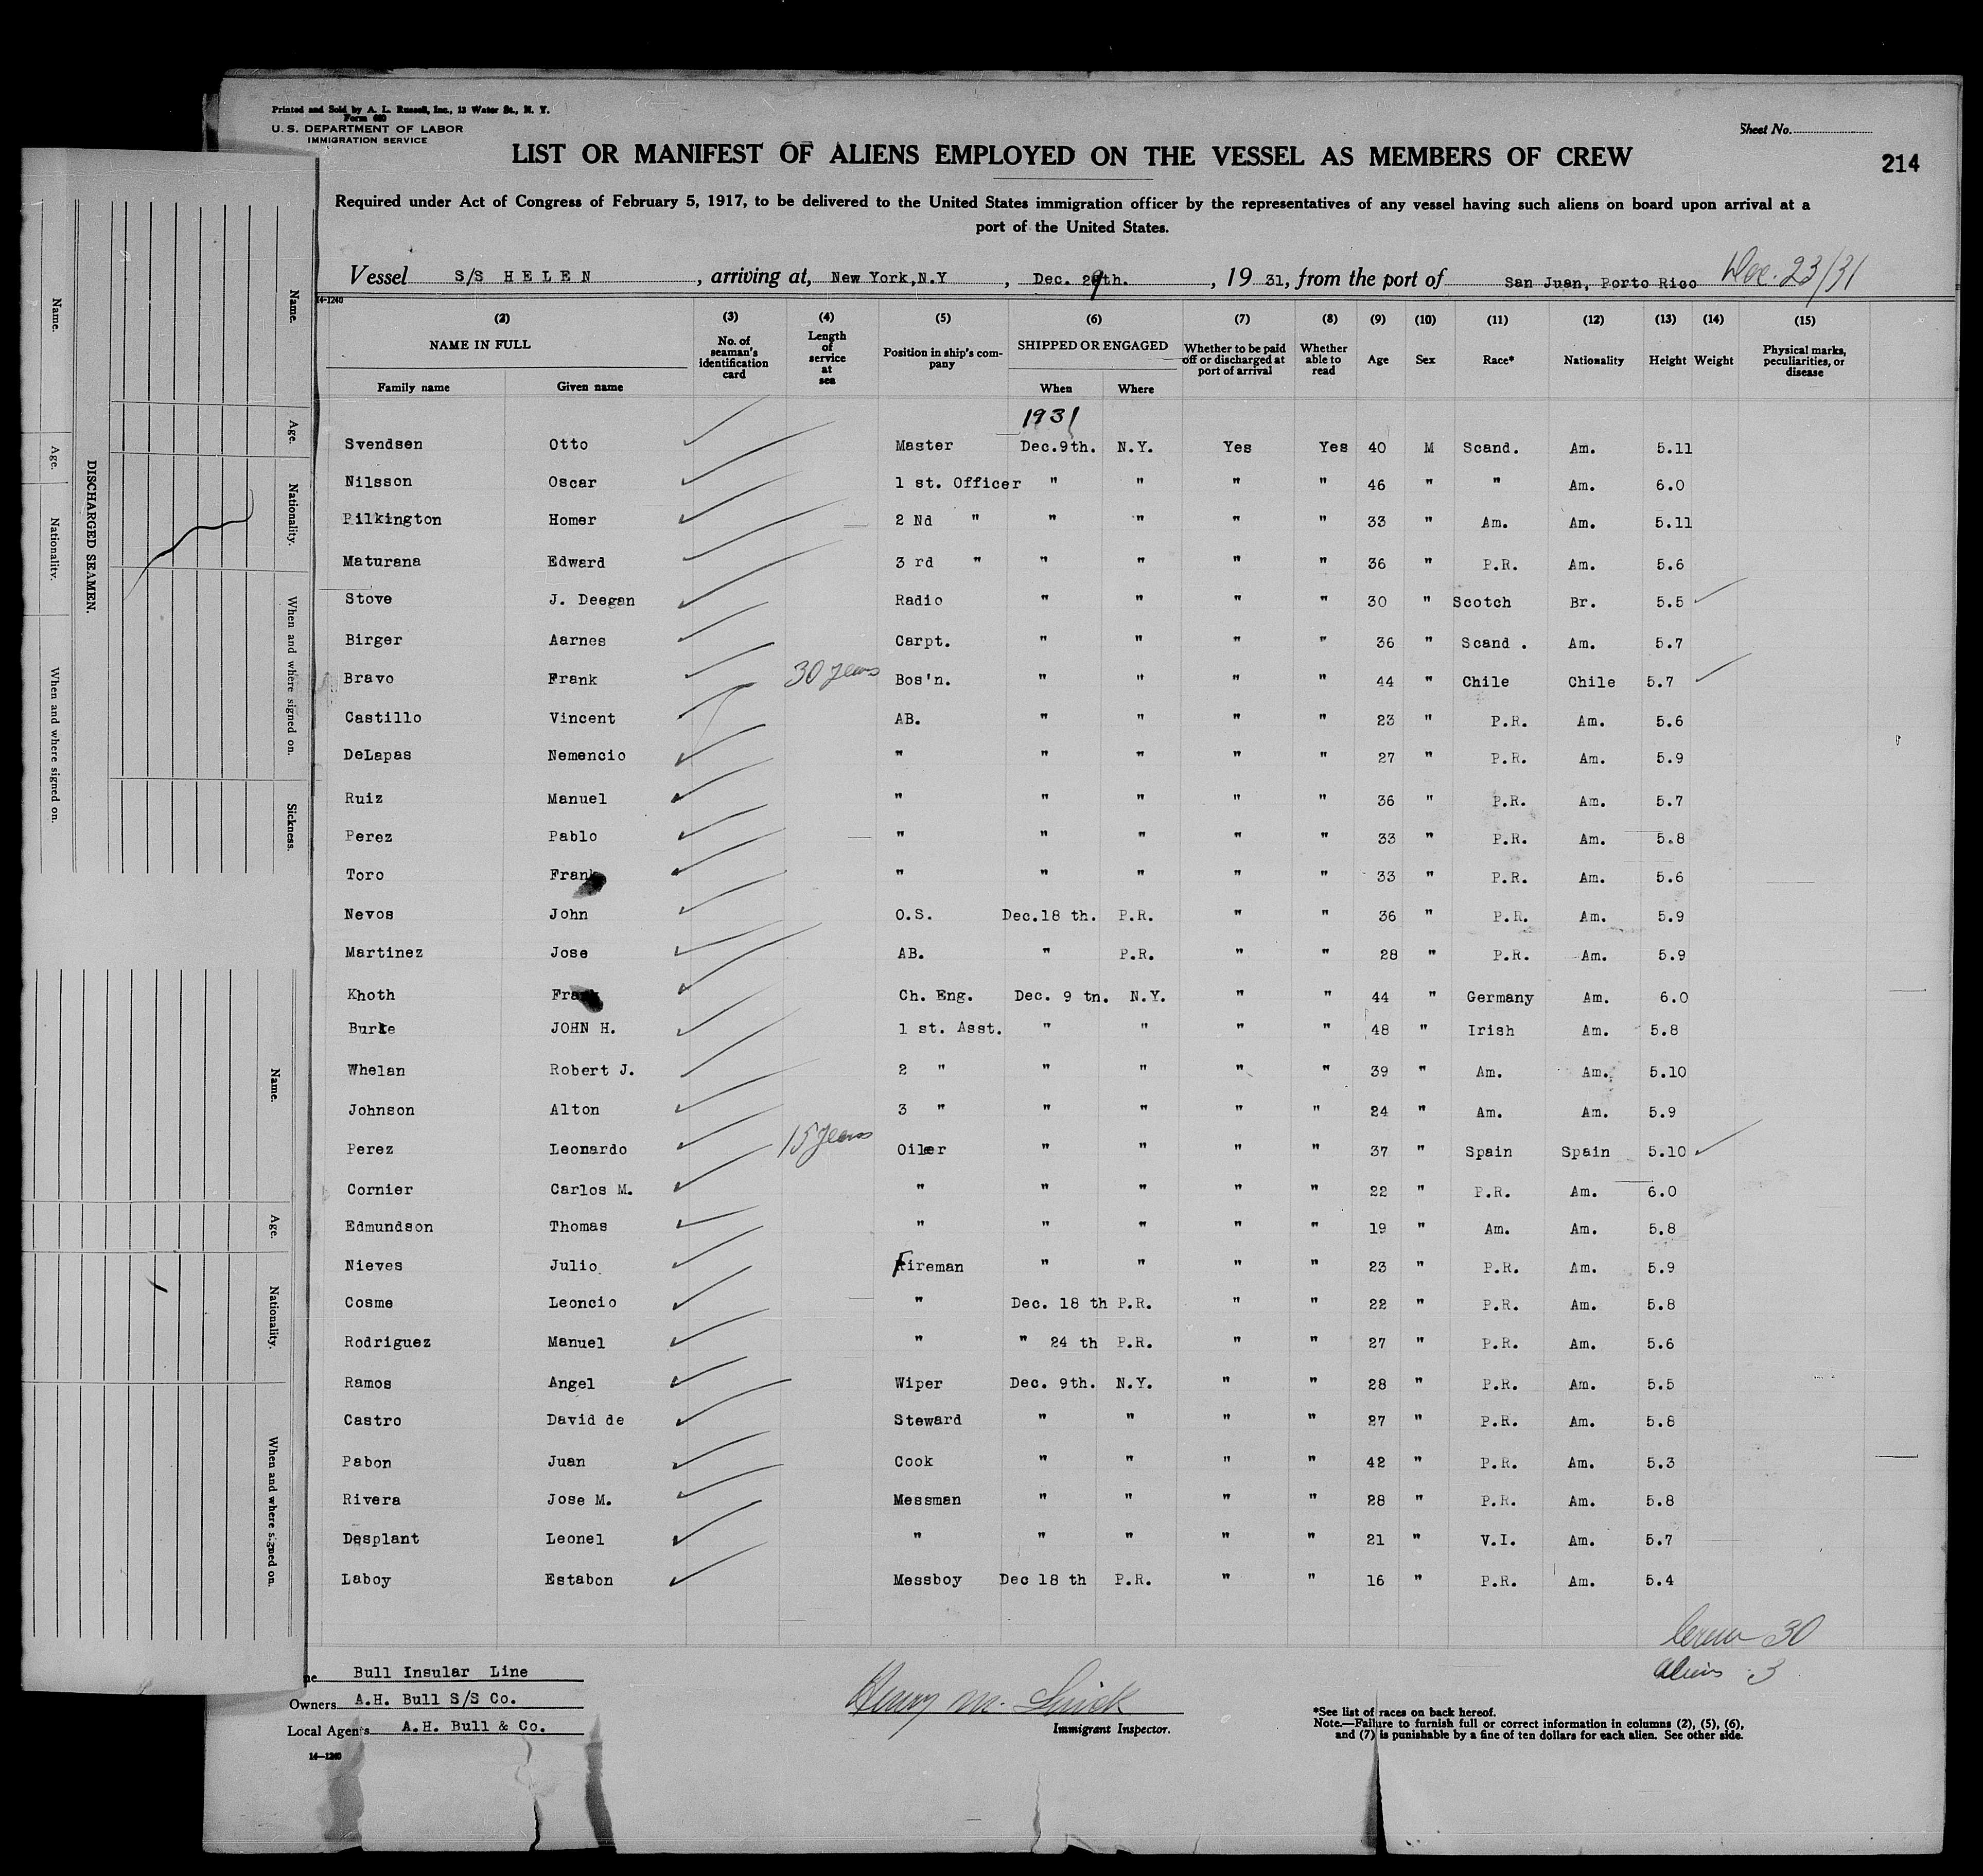 Printed and Sold by A. L. Russell, Inc., 13 Water St., N. Y.
Form 680
U. S. DEPARTMENT OF LABOR
IMMIGRATION SERVICE
Sheet No.
LIST OR MANIFEST OF ALIENS EMPLOYED ON THE VESSEL AS MEMBERS OF CREW
214
Required under Act of Congress of February 5, 1917, to be delivered to the United States immigration officer by the representatives of any vessel having such aliens on board upon arrival at a
port of the United States.
Vessel S/S HELEN, arriving at, New York, N.Y, Dec. 29th., 19 31, from the port of San Juan, Porto Rico Dec. 23/31
14-1240
(2) (3) (4) (5) (6) (7) (8) (9) (10) (11) (12) (13) (14) (15)
NAME IN FULL No. of seaman's identification card Length of service at sea Position in ship's company SHIPPED OR ENGAGED Whether to be paid off or discharged at port of arrival Whether able to read Age Sex Race* Nationality Height Weight Physical marks, peculiarities, or disease
Family name Given name When Where
1931
Svendsen Otto Master Dec.9th. N.Y. Yes Yes 40 M Scand. Am. 5.11
Nilsson Oscar 1 st. Officer " " " " 46 " " Am. 6.0
Pilkington Homer 2 Nd " " " " " 33 " Am. Am. 5.11
Maturana Edward 3 rd " " " " " 36 " P.R. Am. 5.6
Stove J. Deegan Radio " " " " 30 " Scotch Br. 5.5
Birger Aarnes Carpt. " " " " 36 " Scand . Am. 5.7
Bravo Frank 30 years Bos'n. " " " " 44 " Chile Chile 5.7
Castillo Vincent AB. " " " " 23 " P.R. Am. 5.6
DeLapas Nemencio " " " " " 27 " P.R. Am. 5.9
Ruiz Manuel " " " " " 36 " P.R. Am. 5.7
Perez Pablo " " " " " 33 " P.R. Am. 5.8
Toro Frank " " " " " 33 " P.R. Am. 5.6
Nevos John O.S. Dec.18 th. P.R. " " 36 " P.R. Am. 5.9
Martinez Jose AB. " P.R. " " 28 " P.R. Am. 5.9
Khoth Frank Ch. Eng. Dec. 9 tn. N.Y. " " 44 " Germany Am. 6.0
Burke JOHN H. 1 st. Asst. " " " " 48 " Irish Am. 5.8
Whelan Robert J. 2 " " " " " 39 " Am. Am. 5.10
Johnson Alton 3 " " " " " 24 " Am. Am. 5.9
Perez Leonardo 15 years Oiler " " " " 37 " Spain Spain 5.10
Cornier Carlos M. " " " " " 22 " P.R. Am. 6.0
Edmundson Thomas " " " " " 19 " Am. Am. 5.8
Nieves Julio Fireman " " " " 23 " P.R. Am. 5.9
Cosme Leoncio " Dec. 18 th P.R. " " 22 " P.R. Am. 5.8
Rodriguez Manuel " " 24 th P.R. " " 27 " P.R. Am. 5.6
Ramos Angel Wiper Dec. 9th. N.Y. " " 28 " P.R. Am. 5.5
Castro David de Steward " " " " 27 " P.R. Am. 5.8
Pabon Juan Cook " " " " 42 " P.R. Am. 5.3
Rivera Jose M. Messman " " " " 28 " P.R. Am. 5.8
Desplant Leonel " " " " " 21 " V.I. Am. 5.7
Laboy Estabon Messboy Dec 18 th P.R. " " 16 " P.R. Am. 5.4
Crew 30
Aliens 3
Bull Insular Line
Owners A.H. Bull S/S Co.
Local Agents A.H. Bull & Co.
14-1240
Henry M.
Immigrant Inspector.
*See list of races on back hereof.
Note.—Failure to furnish full or correct information in columns (2), (5), (6),
and (7) is punishable by a fine of ten dollars for each alien. See other side.
DISCHARGED SEAMEN.
Name. Age. Nationality. When and where signed on.
Name. Age. Nationality. When and where signed on. Sickness.
Name. Age. Nationality. When and where signed on.